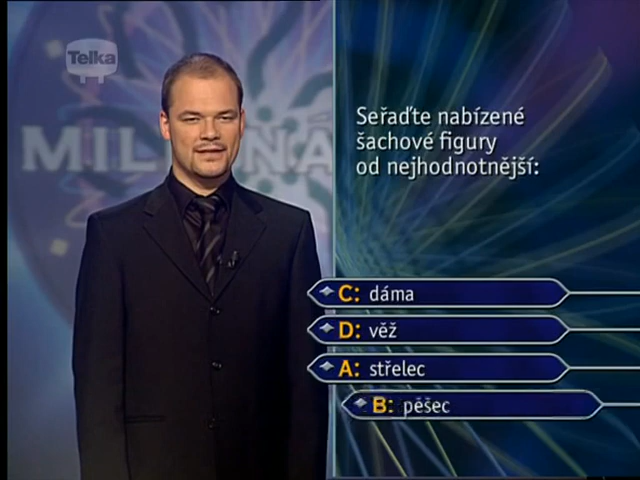 Telka
MILIONÁ
Seřaďte nabízené
šachové figury
od nejhodnotnější:
C: dáma
D: věž
A: střelec
B: pěšec